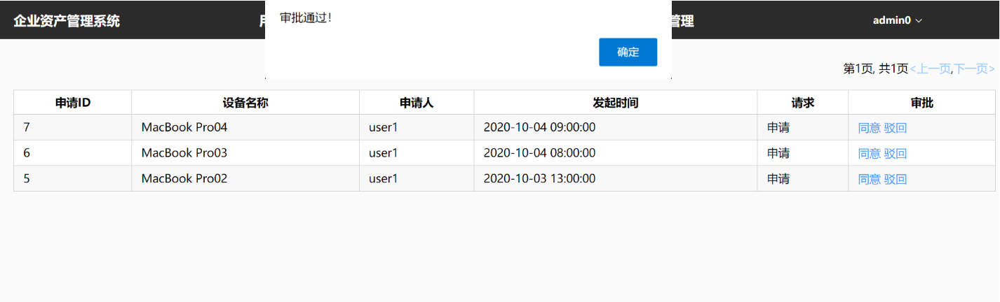 审批通过!
确定
企业资产管理系统
管理
admin0
第1页, 共1页<上一页,下一页>
申请ID 设备名称 申请人 发起时间 请求 审批
7 MacBook Pro04 user1 2020-10-04 09:00:00 申请 同意 驳回
6 MacBook Pro03 user1 2020-10-04 08:00:00 申请 同意 驳回
5 MacBook Pro02 user1 2020-10-03 13:00:00 申请 同意 驳回